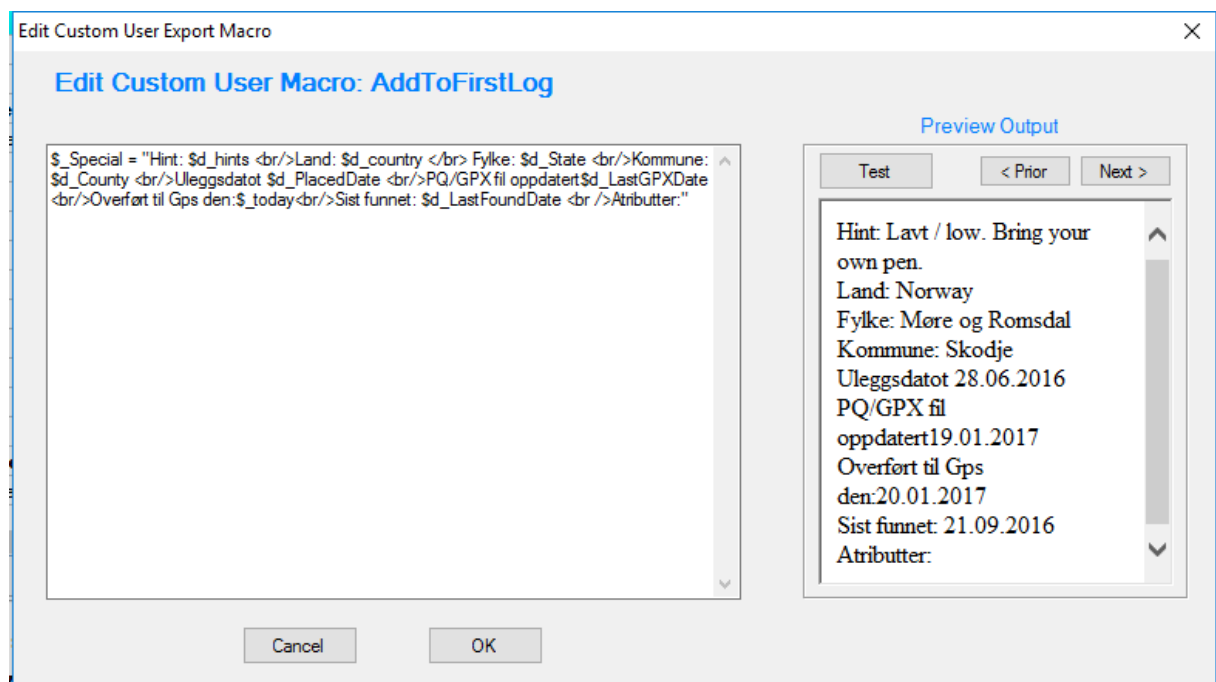 Edit Custom User Export Macro
Edit Custom User Macro: AddToFirstLog
$_Special = "Hint: $d_hints <br/>Land: $d_country </br> Fylke: $d_State <br/>Kommune:
$d_County <br/>Uleggsdatot $d_PlacedDate <br/>PQ/GPX fil oppdatert$d_LastGPXDate
<br/>Overført til Gps den:$_today<br/>Sist funnet: $d_LastFoundDate <br />Atributter:"
Cancel
OK
Preview Output
Test
< Prior
Next >
Hint: Lavt / low. Bring your
own pen.
Land: Norway
Fylke: Møre og Romsdal
Kommune: Skodje
Uleggsdatot 28.06.2016
PQ/GPX fil
oppdatert19.01.2017
Overført til Gps
den:20.01.2017
Sist funnet: 21.09.2016
Atributter: